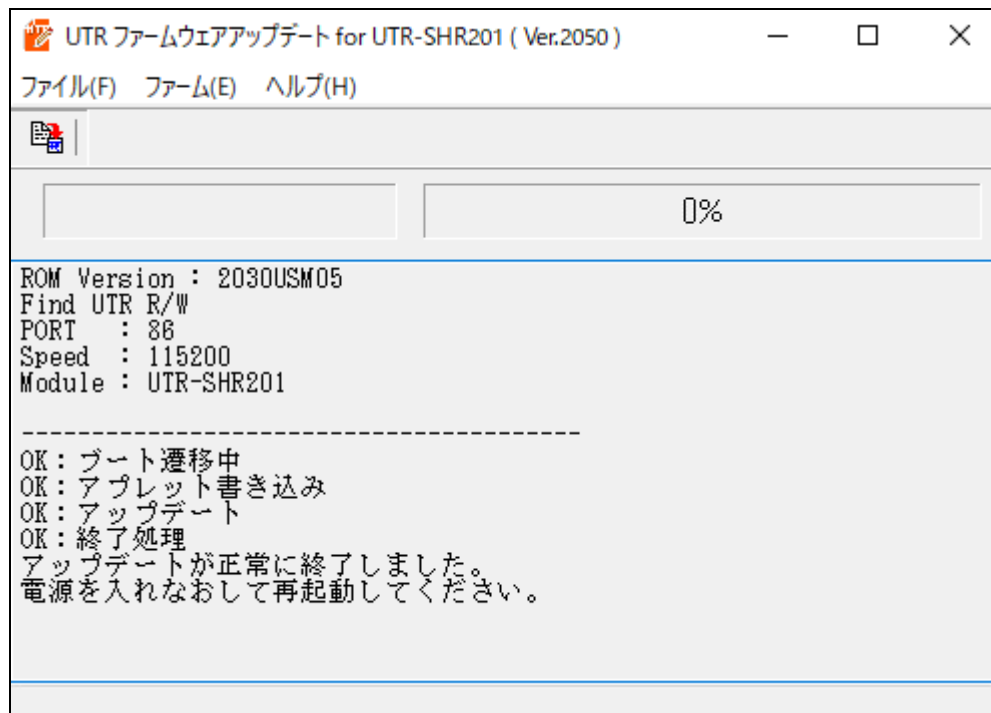 UTR ファームウェアアップデート for UTR-SHR201 ( Ver.2050 )
ファイル(F) ファーム(E) ヘルプ(H)
0%
ROM Version : 2030USM05
Find UTR R/W
PORT : 86
Speed : 115200
Module : UTR-SHR201
----------------------------------------
OK：ブート遷移中
OK：アプレット書き込み
OK：アップデート
OK：終了処理
アップデートが正常に終了しました。
電源を入れなおして再起動してください。